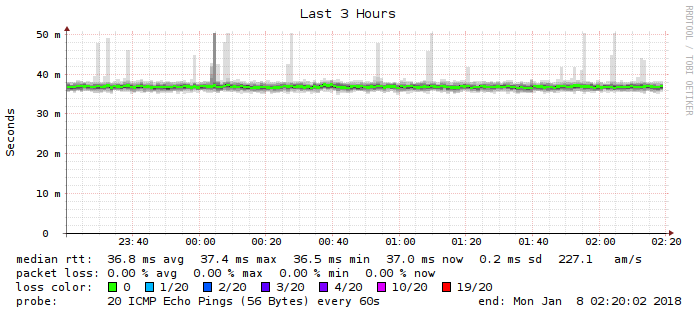 Last 3 Hours
RRDTOOL / TOBI OETIKER
Seconds
50 m
40 m
30 m
20 m
10 m
0
23:40 00:00 00:20 00:40 01:00 01:20 01:40 02:00 02:20
median rtt: 36.8 ms avg 37.4 ms max 36.5 ms min 37.0 ms now 0.2 ms sd 227.1 am/s
packet loss: 0.00 % avg 0.00 % max 0.00 % min 0.00 % now
loss color: 0 1/20 2/20 3/20 4/20 10/20 19/20
probe: 20 ICMP Echo Pings (56 Bytes) every 60s end: Mon Jan 8 02:20:02 2018